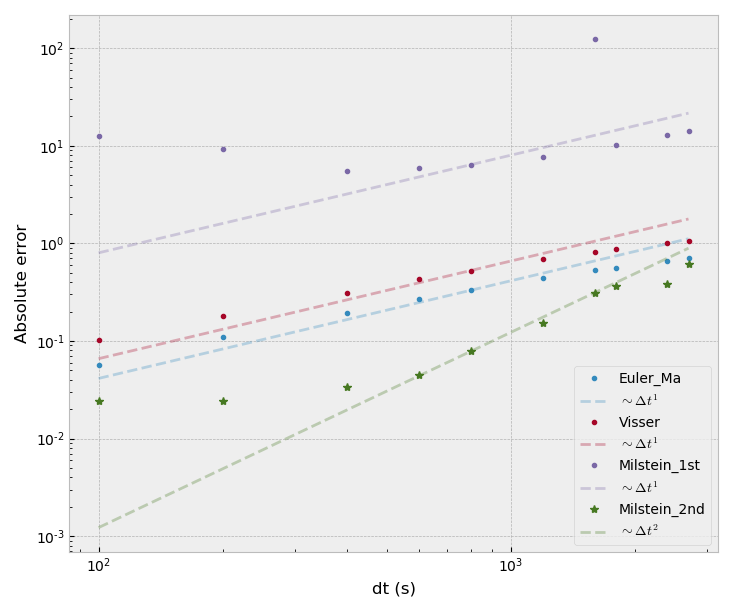 10²
10¹
10⁰
10⁻¹
10⁻²
10⁻³
Absolute error
10²
10³
dt (s)
Euler_Ma
~ Δt¹
Visser
~ Δt¹
Milstein_1st
~ Δt¹
Milstein_2nd
~ Δt²